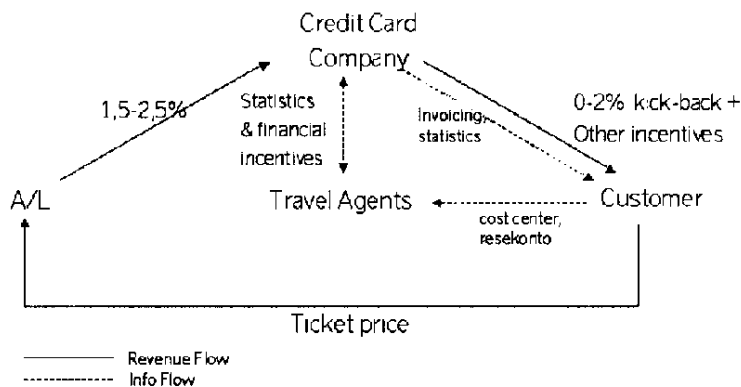 Credit Card
Company
1,5-2,5%
Statistics
& financial
incentives
Invoicing,
statistics
0-2% kick-back +
Other incentives
A/L
Travel Agents
Customer
cost center,
resekonto
Ticket price
Revenue Flow
Info Flow